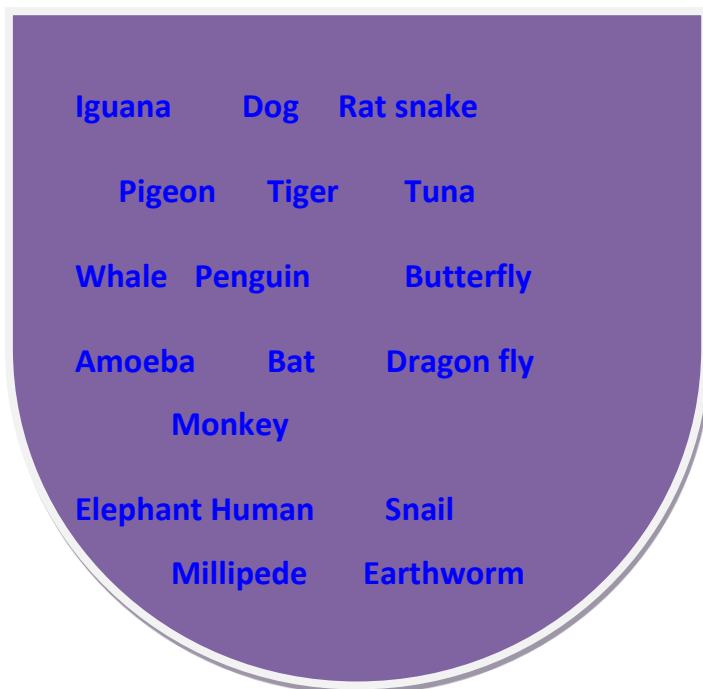 Iguana Dog Rat snake
Pigeon Tiger Tuna
Whale Penguin Butterfly
Amoeba Bat Dragon fly
Monkey
Elephant Human Snail
Millipede Earthworm